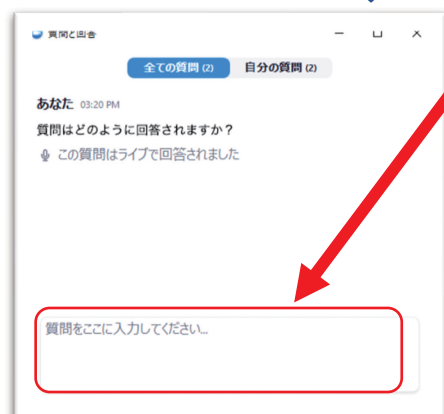 質問と回答
全ての質問 (2) 自分の質問 (2)
あなた 03:20 PM
質問はどのように回答されますか？
この質問はライブで回答されました
質問をここに入力してください...